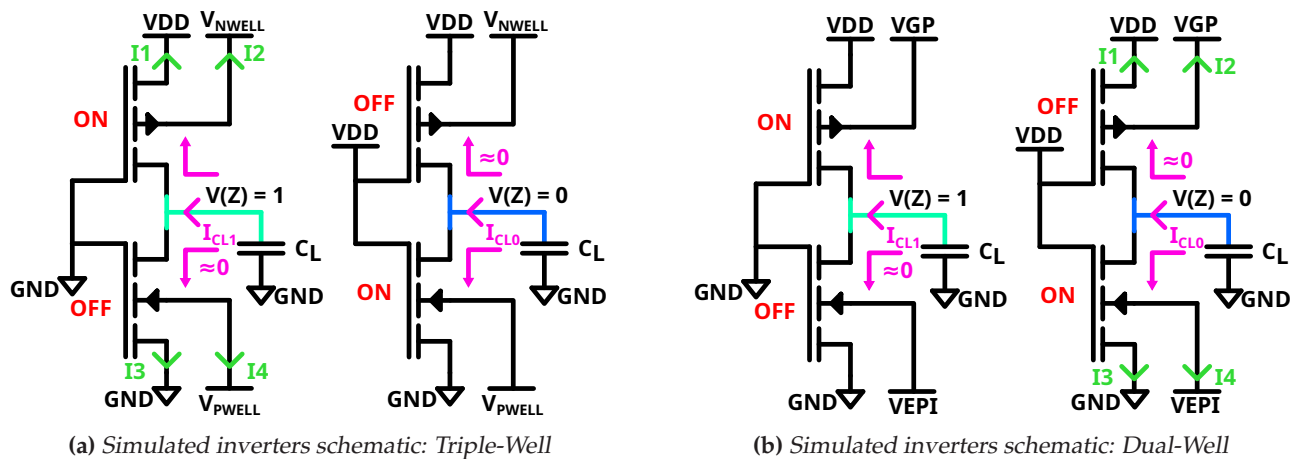 VDD V_NWELL V_NWELL
I1 I2
ON OFF
VDD
≈0
V(Z) = 1 V(Z) = 0
I_CL1 I_CL0
≈0
C_L C_L
GND GND GND
OFF ON
I3 I4
GND
V_PWELL V_PWELL
(a) Simulated inverters schematic: Triple-Well
VDD
VDD VGP VDD VGP
I1 I2
ON OFF
VDD
≈0
V(Z) = 1 V(Z) = 0
I_CL1 I_CL0
≈0
C_L C_L
GND GND GND
OFF ON
I3 I4
GND GND
VEPI VEPI
(b) Simulated inverters schematic: Dual-Well